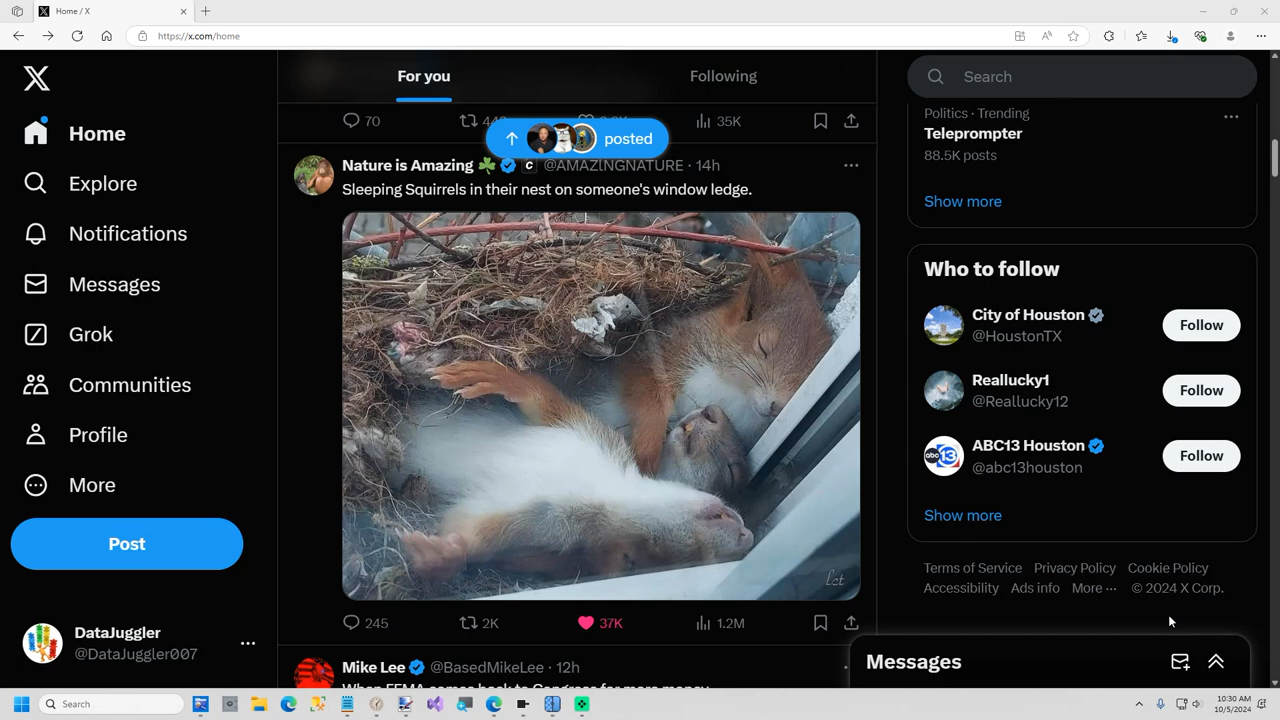 Home / X
https://x.com/home
For you
Following
Search
70
35K
posted
Politics · Trending
Teleprompter
88.5K posts
Show more
Home
Explore
Notifications
Messages
Grok
Communities
Profile
More
Post
DataJuggler
@DataJuggler007
Nature is Amazing @AMAZlNGNATURE · 14h
Sleeping Squirrels in their nest on someone's window ledge.
lct
245
2K
37K
1.2M
Mike Lee @BasedMikeLee · 12h
Who to follow
City of Houston
@HoustonTX
Follow
Reallucky1
@Reallucky12
Follow
ABC13 Houston
@abc13houston
Follow
Show more
Terms of Service Privacy Policy Cookie Policy
Accessibility Ads info More ··· © 2024 X Corp.
Messages
Search
10:30 AM
10/5/2024